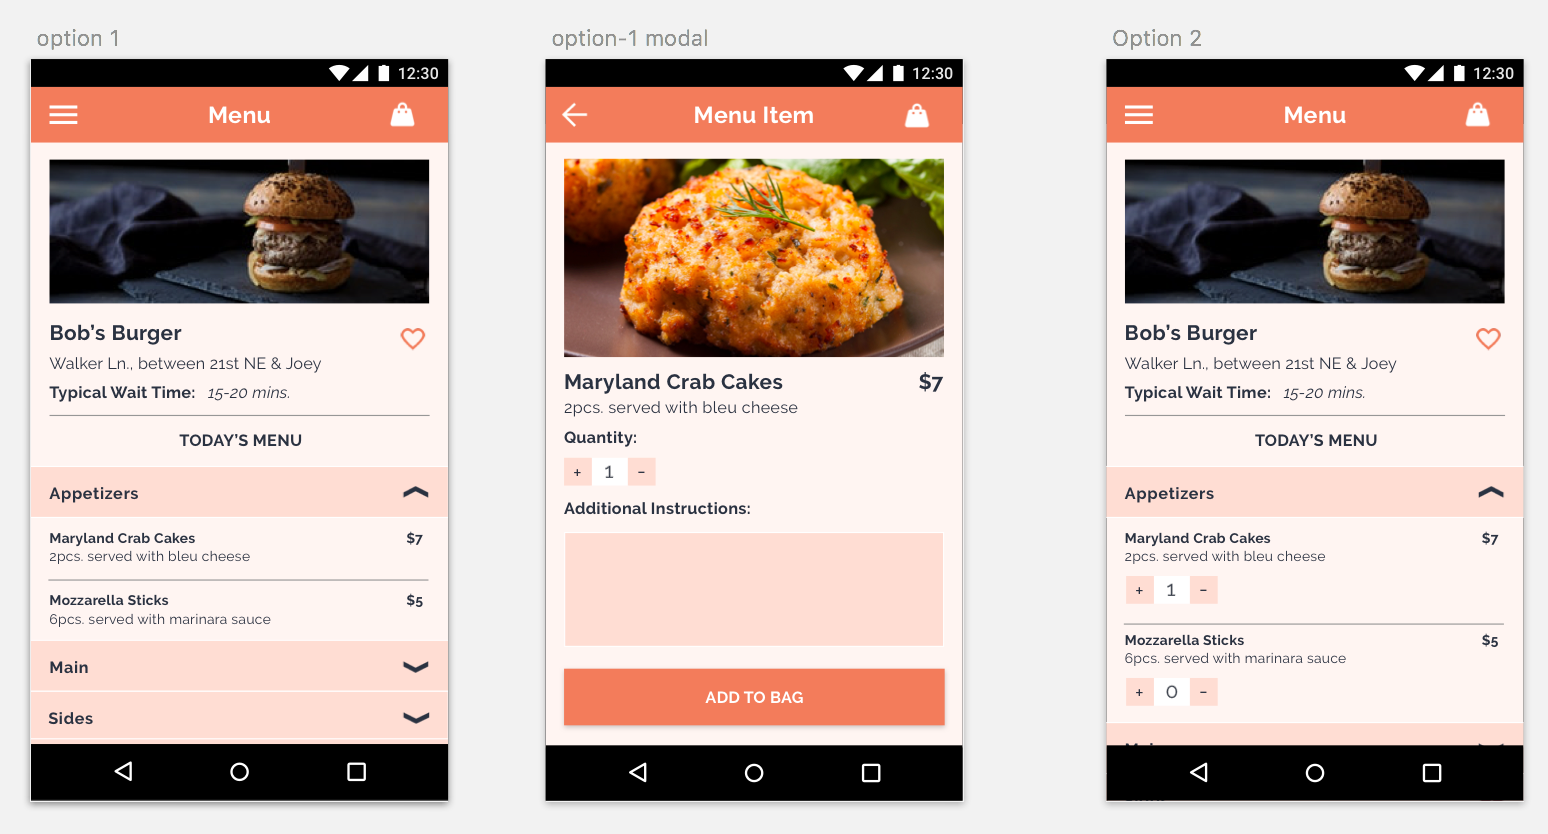 option 1
12:30
Menu
Bob's Burger
Walker Ln., between 21st NE & Joey
Typical Wait Time: 15-20 mins.
TODAY'S MENU
Appetizers
Maryland Crab Cakes $7
2pcs. served with bleu cheese
Mozzarella Sticks $5
6pcs. served with marinara sauce
Main
Sides
option-1 modal
12:30
Menu Item
Maryland Crab Cakes $7
2pcs. served with bleu cheese
Quantity:
+ 1 -
Additional Instructions:
ADD TO BAG
Option 2
12:30
Menu
Bob's Burger
Walker Ln., between 21st NE & Joey
Typical Wait Time: 15-20 mins.
TODAY'S MENU
Appetizers
Maryland Crab Cakes $7
2pcs. served with bleu cheese
+ 1 -
Mozzarella Sticks $5
6pcs. served with marinara sauce
+ 0 -